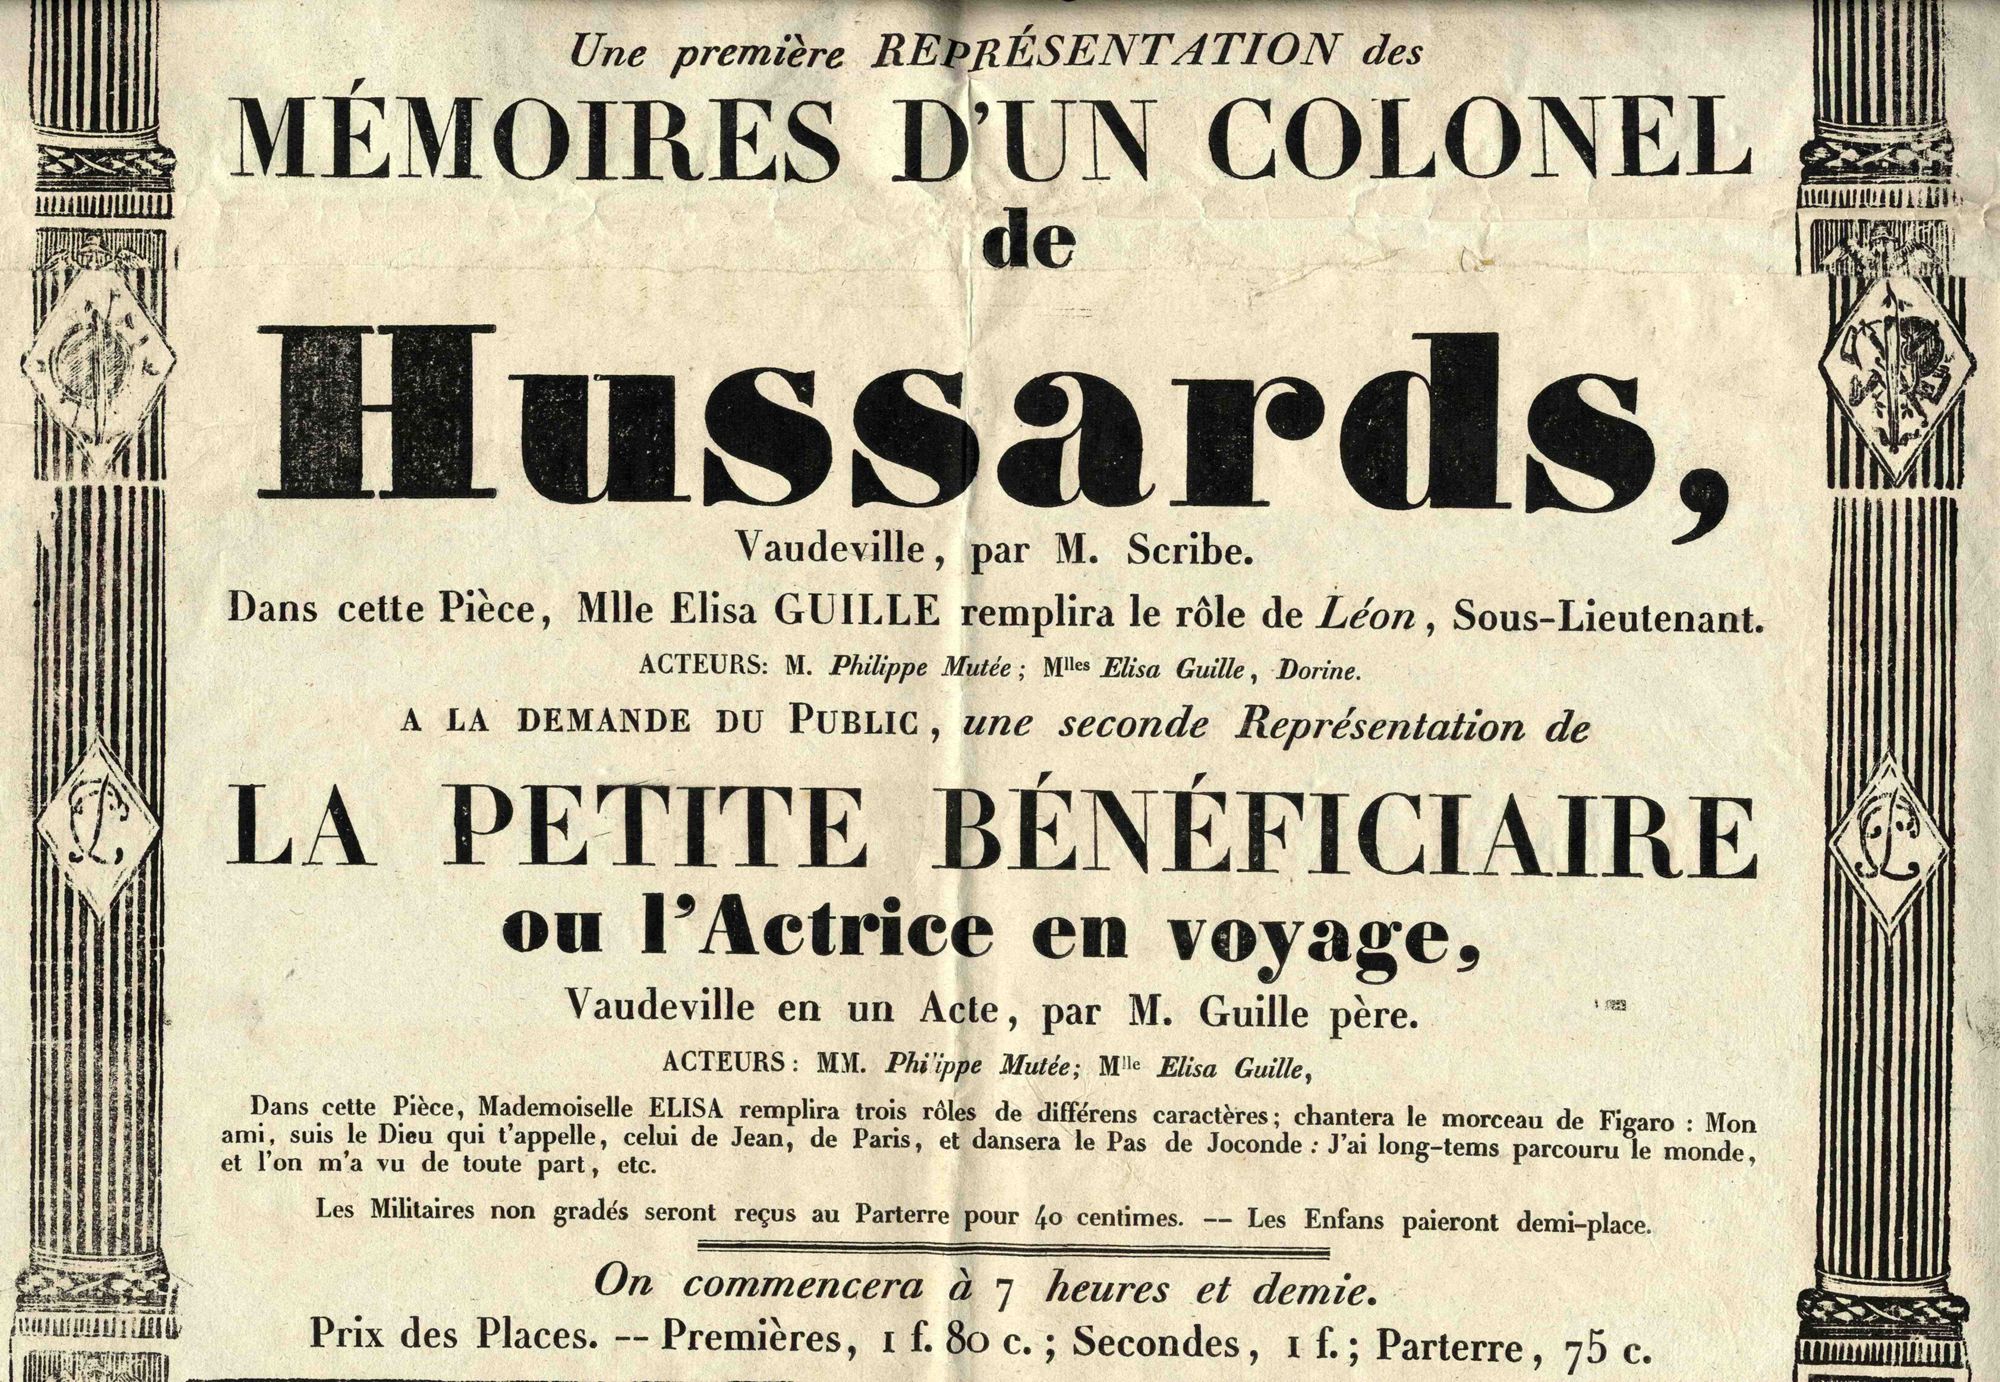 Une première REPRÉSENTATION des
MÉMOIRES D'UN COLONEL
de
Hussards,
Vaudeville, par M. Scribe.
Dans cette Pièce, Mlle Elisa GUILLE remplira le rôle de Léon, Sous-Lieutenant.
ACTEURS: M. Philippe Mutée; Mlles Elisa Guille, Dorine.
A LA DEMANDE DU PUBLIC, une seconde Représentation de
LA PETITE BÉNÉFICIAIRE
ou l'Actrice en voyage,
Vaudeville en un Acte, par M. Guille père.
ACTEURS: MM. Phi'ippe Mutée; Mlle Elisa Guille,
Dans cette Pièce, Mademoiselle ELISA remplira trois rôles de différens caractères; chantera le morceau de Figaro : Mon
ami, suis le Dieu qui t'appelle, celui de Jean, de Paris, et dansera le Pas de Joconde : J'ai long-tems parcouru le monde,
et l'on m'a vu de toute part, etc.
Les Militaires non gradés seront reçus au Parterre pour 40 centimes. -- Les Enfans paieront demi-place.
On commencera à 7 heures et demie.
Prix des Places. -- Premières, 1 f. 80 c.; Secondes, 1 f.; Parterre, 75 c.